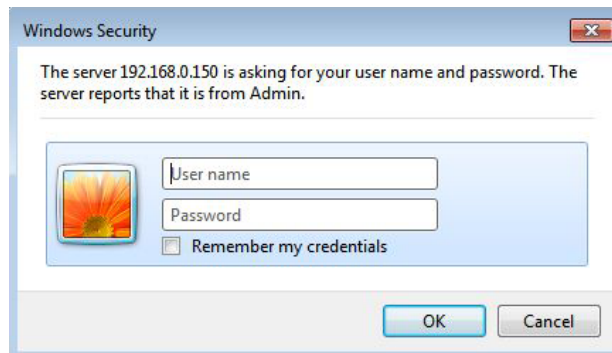 Windows Security
The server 192.168.0.150 is asking for your user name and password. The
server reports that it is from Admin.
User name
Password
Remember my credentials
OK
Cancel